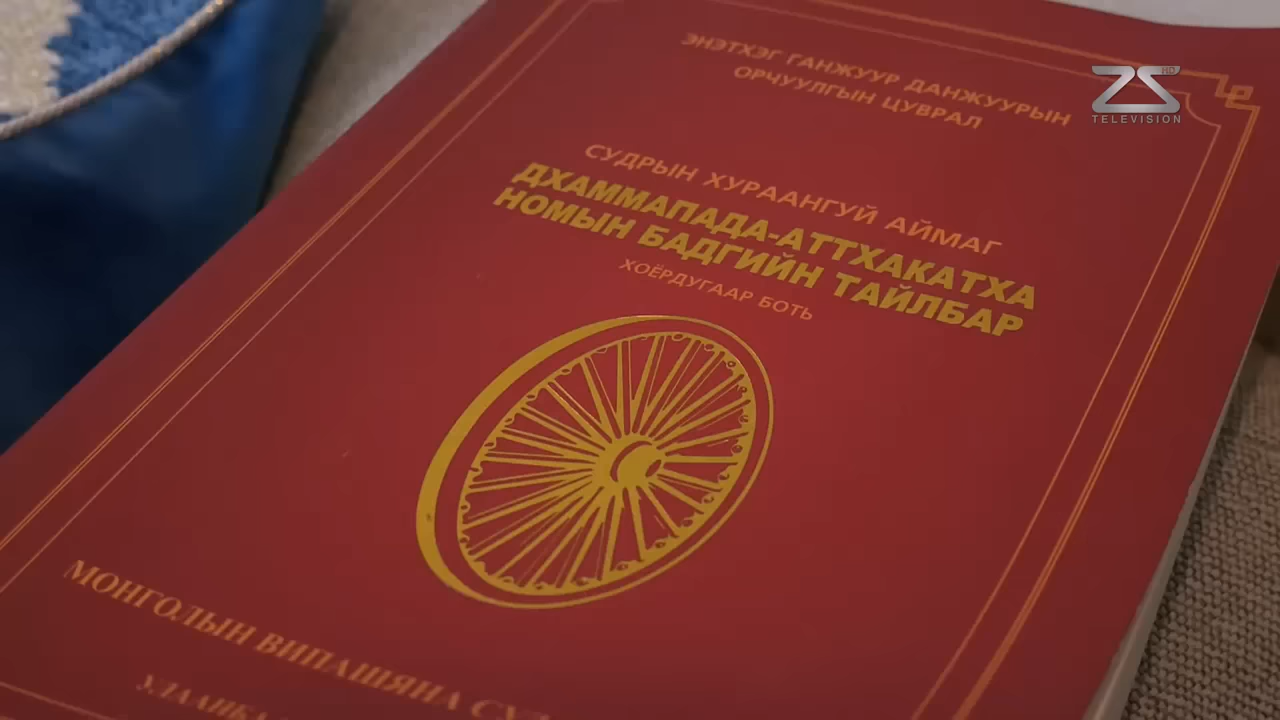 ЭНЭТХЭГ ГАНЖУУР ДАНЖУУРЫН
ОРЧУУЛГЫН ЦУВРАЛ
СУДРЫН ХУРААНГУЙ АЙМАГ
ДХАММАПАДА-АТТХАКАТХА
НОМЫН БАДГИЙН ТАЙЛБАР
ХОЁРДУГААР БОТЬ
МОНГОЛЫН ВИПАШЯНА
ZS HD
TELEVISION